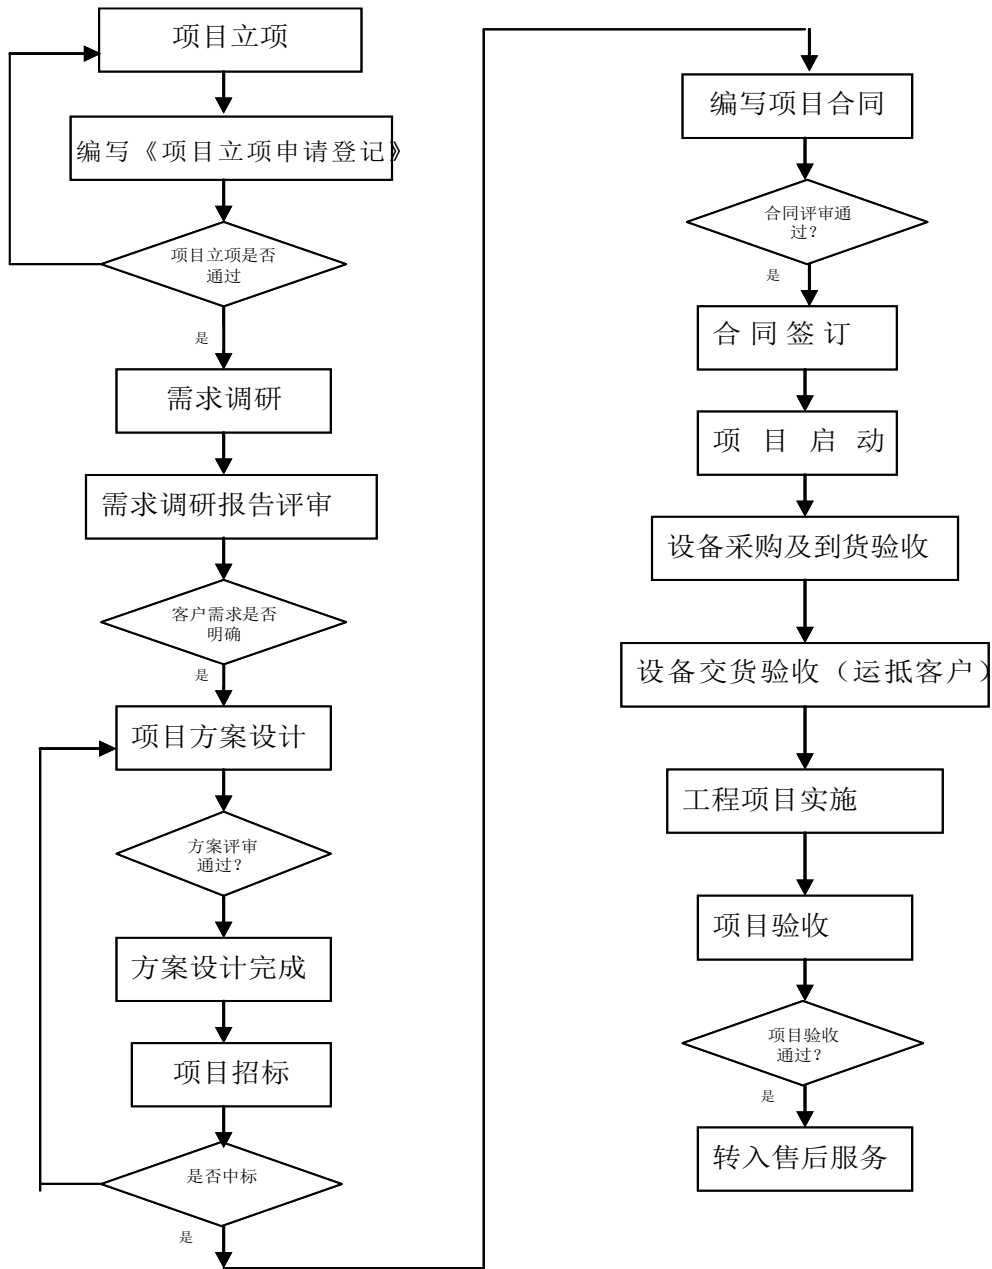 项目立项
编写《项目立项申请登记》
项目立项是否
通过
是
需求调研
需求调研报告评审
客户需求是否
明确
是
项目方案设计
方案评审
通过？
方案设计完成
项目招标
是否中标
是
编写项目合同
合同评审通
过？
是
合同签订
项目启动
设备采购及到货验收
设备交货验收（运抵客户）
工程项目实施
项目验收
项目验收
通过？
是
转入售后服务